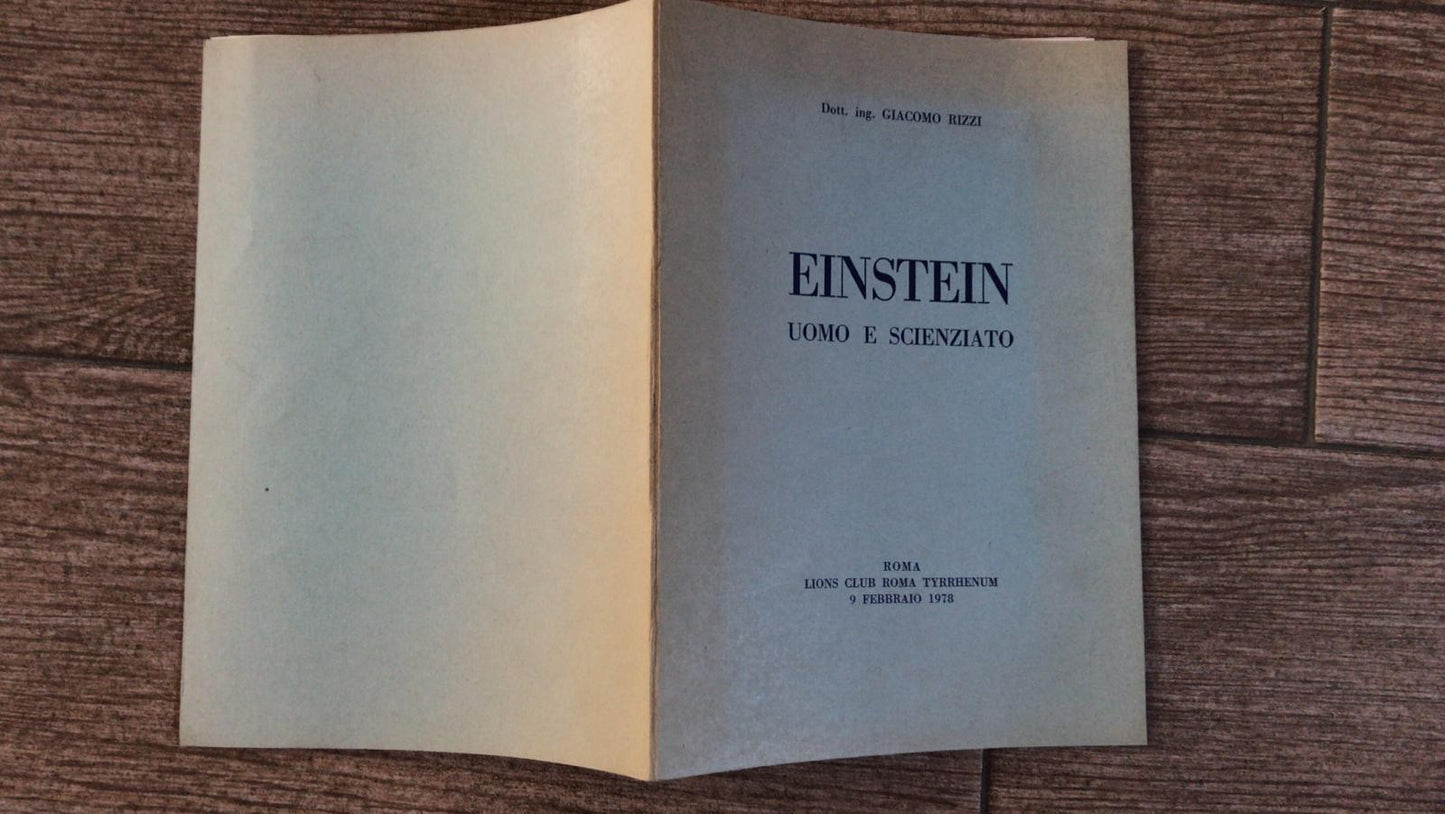 Dott. ing. GIACOMO RIZZI
EINSTEIN
UOMO E SCIENZIATO
ROMA
LIONS CLUB ROMA TYRRHENUM
9 FEBBRAIO 1978